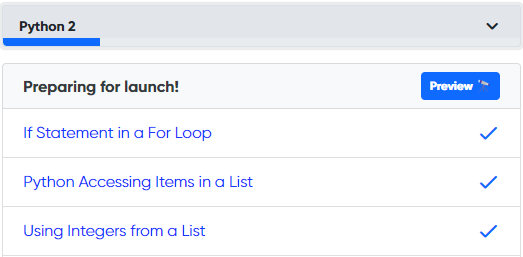 Python 2
Preparing for launch!
Preview
If Statement in a For Loop
Python Accessing Items in a List
Using Integers from a List